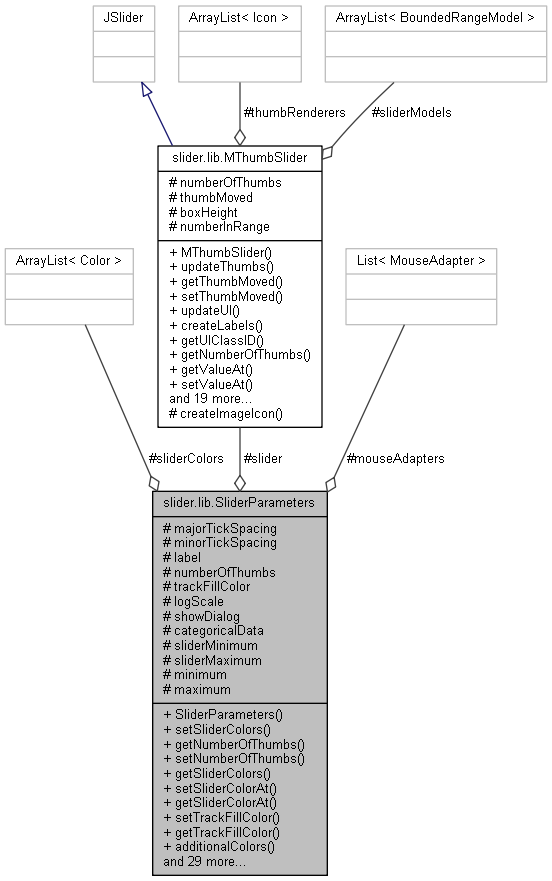 JSlider
ArrayList< Icon >
ArrayList< BoundedRangeModel >
#thumbRenderers
#sliderModels
slider.lib.MThumbSlider
# numberOfThumbs
# thumbMoved
# boxHeight
# numberInRange
+ MThumbSlider()
+ updateThumbs()
+ getThumbMoved()
+ setThumbMoved()
+ updateUI()
+ createLabels()
+ getUIClassID()
+ getNumberOfThumbs()
+ getValueAt()
+ setValueAt()
and 19 more...
# createImageIcon()
ArrayList< Color >
List< MouseAdapter >
#sliderColors
#slider
#mouseAdapters
slider.lib.SliderParameters
# majorTickSpacing
# minorTickSpacing
# label
# numberOfThumbs
# trackFillColor
# logScale
# showDialog
# categoricalData
# sliderMinimum
# sliderMaximum
# minimum
# maximum
+ SliderParameters()
+ setSliderColors()
+ getNumberOfThumbs()
+ setNumberOfThumbs()
+ getSliderColors()
+ setSliderColorAt()
+ getSliderColorAt()
+ setTrackFillColor()
+ getTrackFillColor()
+ additionalColors()
and 29 more...